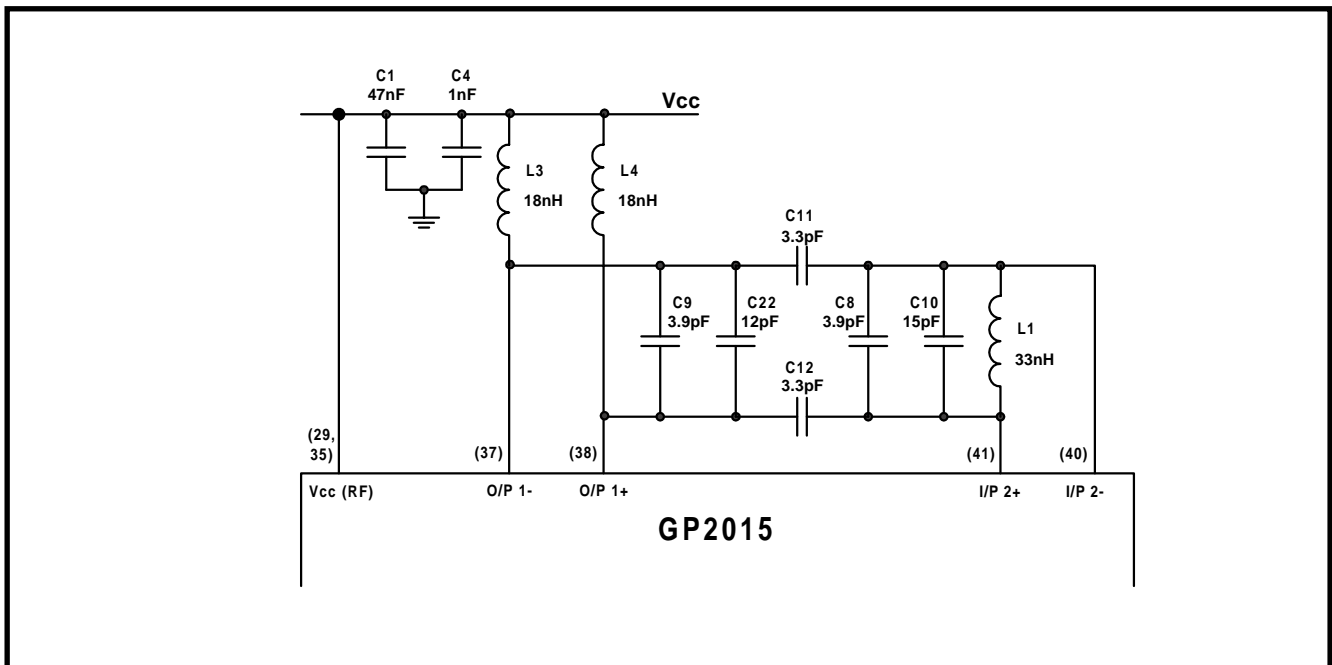 C1
47nF
C4
1nF
Vcc
L3
18nH
L4
18nH
C11
3.3pF
C9
3.9pF
C22
12pF
C8
3.9pF
C10
15pF
L1
33nH
C12
3.3pF
(29,
35)
(37)
(38)
(41)
(40)
Vcc (RF)
O/P 1-
O/P 1+
I/P 2+
I/P 2-
GP2015